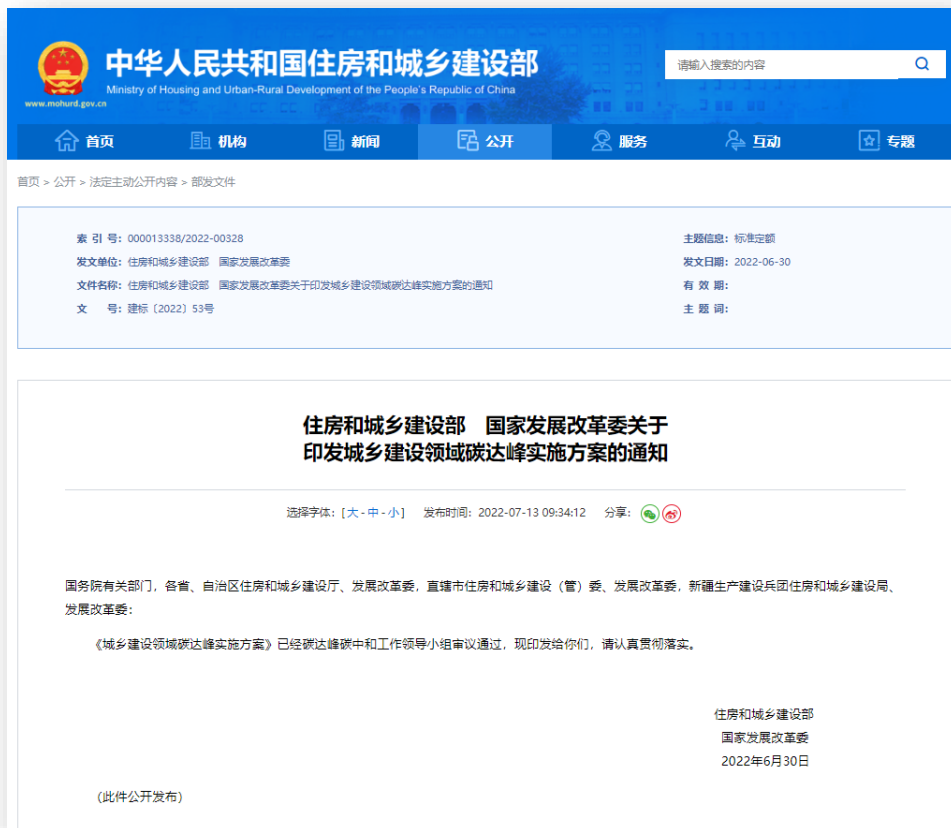 中华人民共和国住房和城乡建设部
Ministry of Housing and Urban-Rural Development of the People's Republic of China
www.mohurd.gov.cn
请输入搜索的内容
首页 机构 新闻 公开 服务 互动 专题
首页 > 公开 > 法定主动公开内容 > 部发文件
索 引 号：000013338/2022-00328 主题信息：标准定额
发文单位：住房和城乡建设部 国家发展改革委 发文日期：2022-06-30
文件名称：住房和城乡建设部 国家发展改革委关于印发城乡建设领域碳达峰实施方案的通知 有 效 期：
文 号：建标〔2022〕53号 主 题 词：
住房和城乡建设部 国家发展改革委关于
印发城乡建设领域碳达峰实施方案的通知
选择字体：[大 - 中 - 小] 发布时间：2022-07-13 09:34:12 分享：
国务院有关部门，各省、自治区住房和城乡建设厅、发展改革委，直辖市住房和城乡建设（管）委、发展改革委，新疆生产建设兵团住房和城乡建设局、
发展改革委：
《城乡建设领域碳达峰实施方案》已经碳达峰碳中和工作领导小组审议通过，现印发给你们，请认真贯彻落实。
住房和城乡建设部
国家发展改革委
2022年6月30日
（此件公开发布）